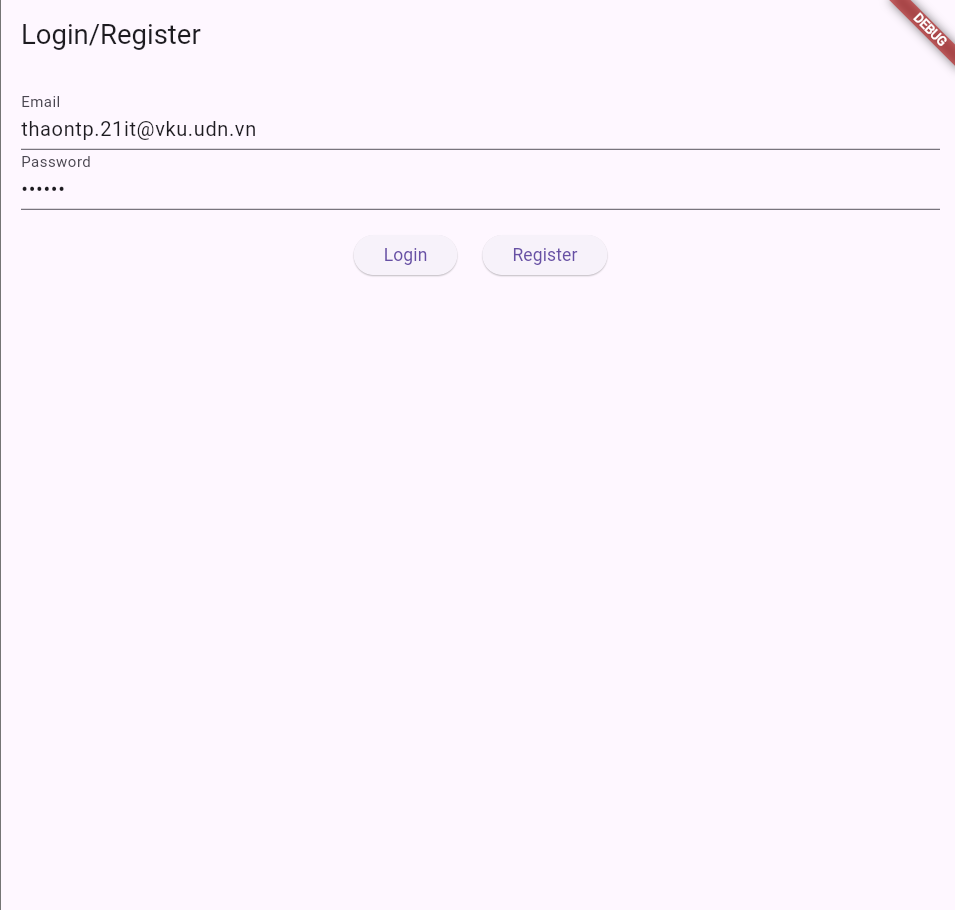 Login/Register
DEBUG
Email
thaontp.21it@vku.udn.vn
Password
••••••
Login Register